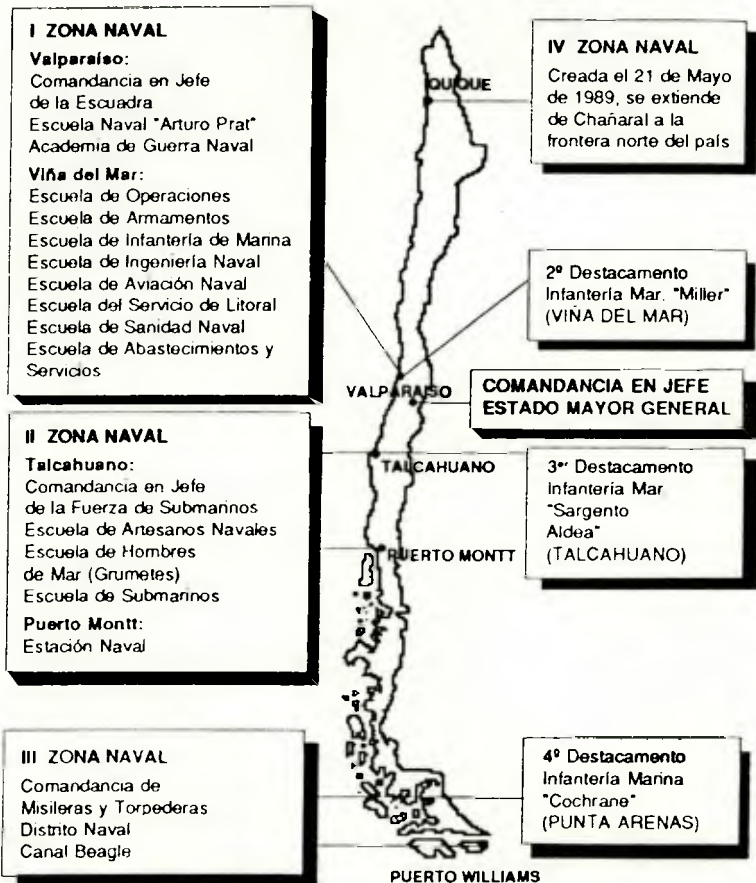 I ZONA NAVAL
Valparaíso:
Comandancia en Jefe
de la Escuadra
Escuela Naval "Arturo Prat"
Academia de Guerra Naval
Viña del Mar:
Escuela de Operaciones
Escuela de Armamentos
Escuela de Infantería de Marina
Escuela de Ingeniería Naval
Escuela de Aviación Naval
Escuela del Servicio de Litoral
Escuela de Sanidad Naval
Escuela de Abastecimientos y
Servicios
II ZONA NAVAL
Talcahuano:
Comandancia en Jefe
de la Fuerza de Submarinos
Escuela de Artesanos Navales
Escuela de Hombres
de Mar (Grumetes)
Escuela de Submarinos
Puerto Montt:
Estación Naval
III ZONA NAVAL
Comandancia de
Misileras y Torpederas
Distrito Naval
Canal Beagle
QUIQUE
VALPARAISO
TALCAHUANO
PUERTO MONTT
PUERTO WILLIAMS
IV ZONA NAVAL
Creada el 21 de Mayo
de 1989, se extiende
de Chañaral a la
frontera norte del país
2º Destacamento
Infantería Mar. "Miller"
(VIÑA DEL MAR)
COMANDANCIA EN JEFE
ESTADO MAYOR GENERAL
3er Destacamento
Infantería Mar
"Sargento
Aldea"
(TALCAHUANO)
4º Destacamento
Infantería Marina
"Cochrane"
(PUNTA ARENAS)